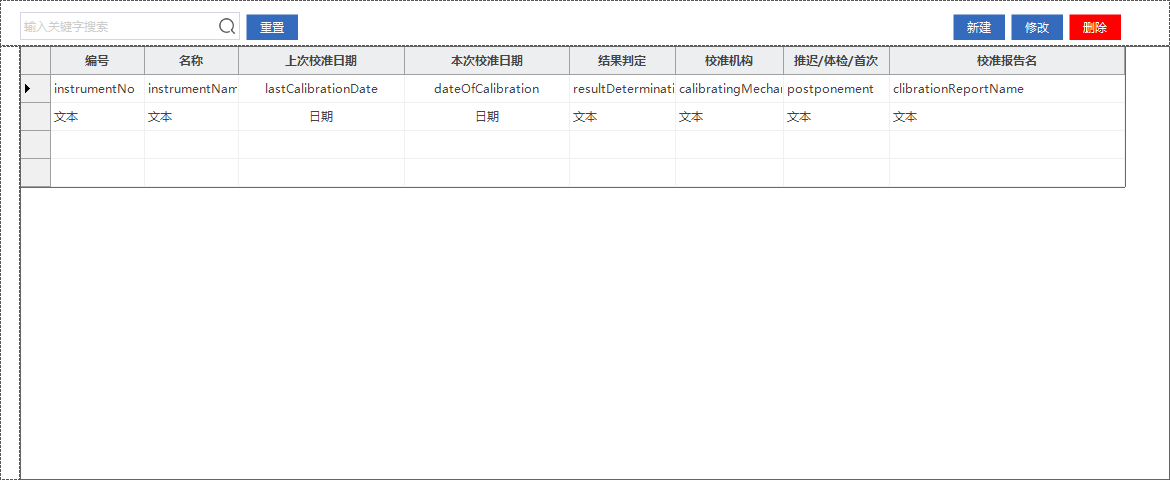 输入关键字搜索 重置 新建 修改 删除
编号 名称 上次校准日期 本次校准日期 结果判定 校准机构 推迟/体检/首次 校准报告名
instrumentNo instrumentNam lastCalibrationDate dateOfCalibration resultDeterminati calibratingMechar postponement clibrationReportName
文本 文本 日期 日期 文本 文本 文本 文本